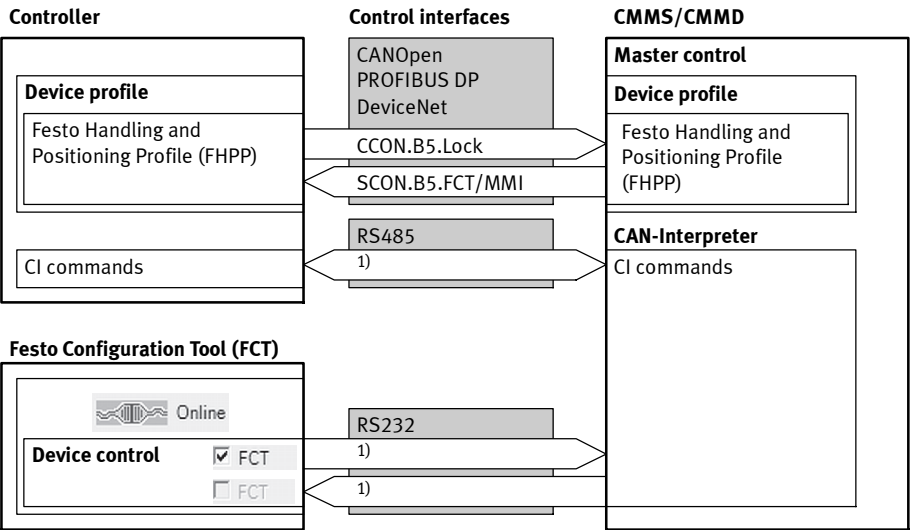 Controller
Control interfaces
CMMS/CMMD
Device profile
Festo Handling and
Positioning Profile (FHPP)
CI commands
CANOpen
PROFIBUS DP
DeviceNet
CCON.B5.Lock
SCON.B5.FCT/MMI
RS485
1)
Master control
Device profile
Festo Handling and
Positioning Profile
(FHPP)
CAN-Interpreter
CI commands
Festo Configuration Tool (FCT)
Online
Device control
FCT
FCT
RS232
1)
1)